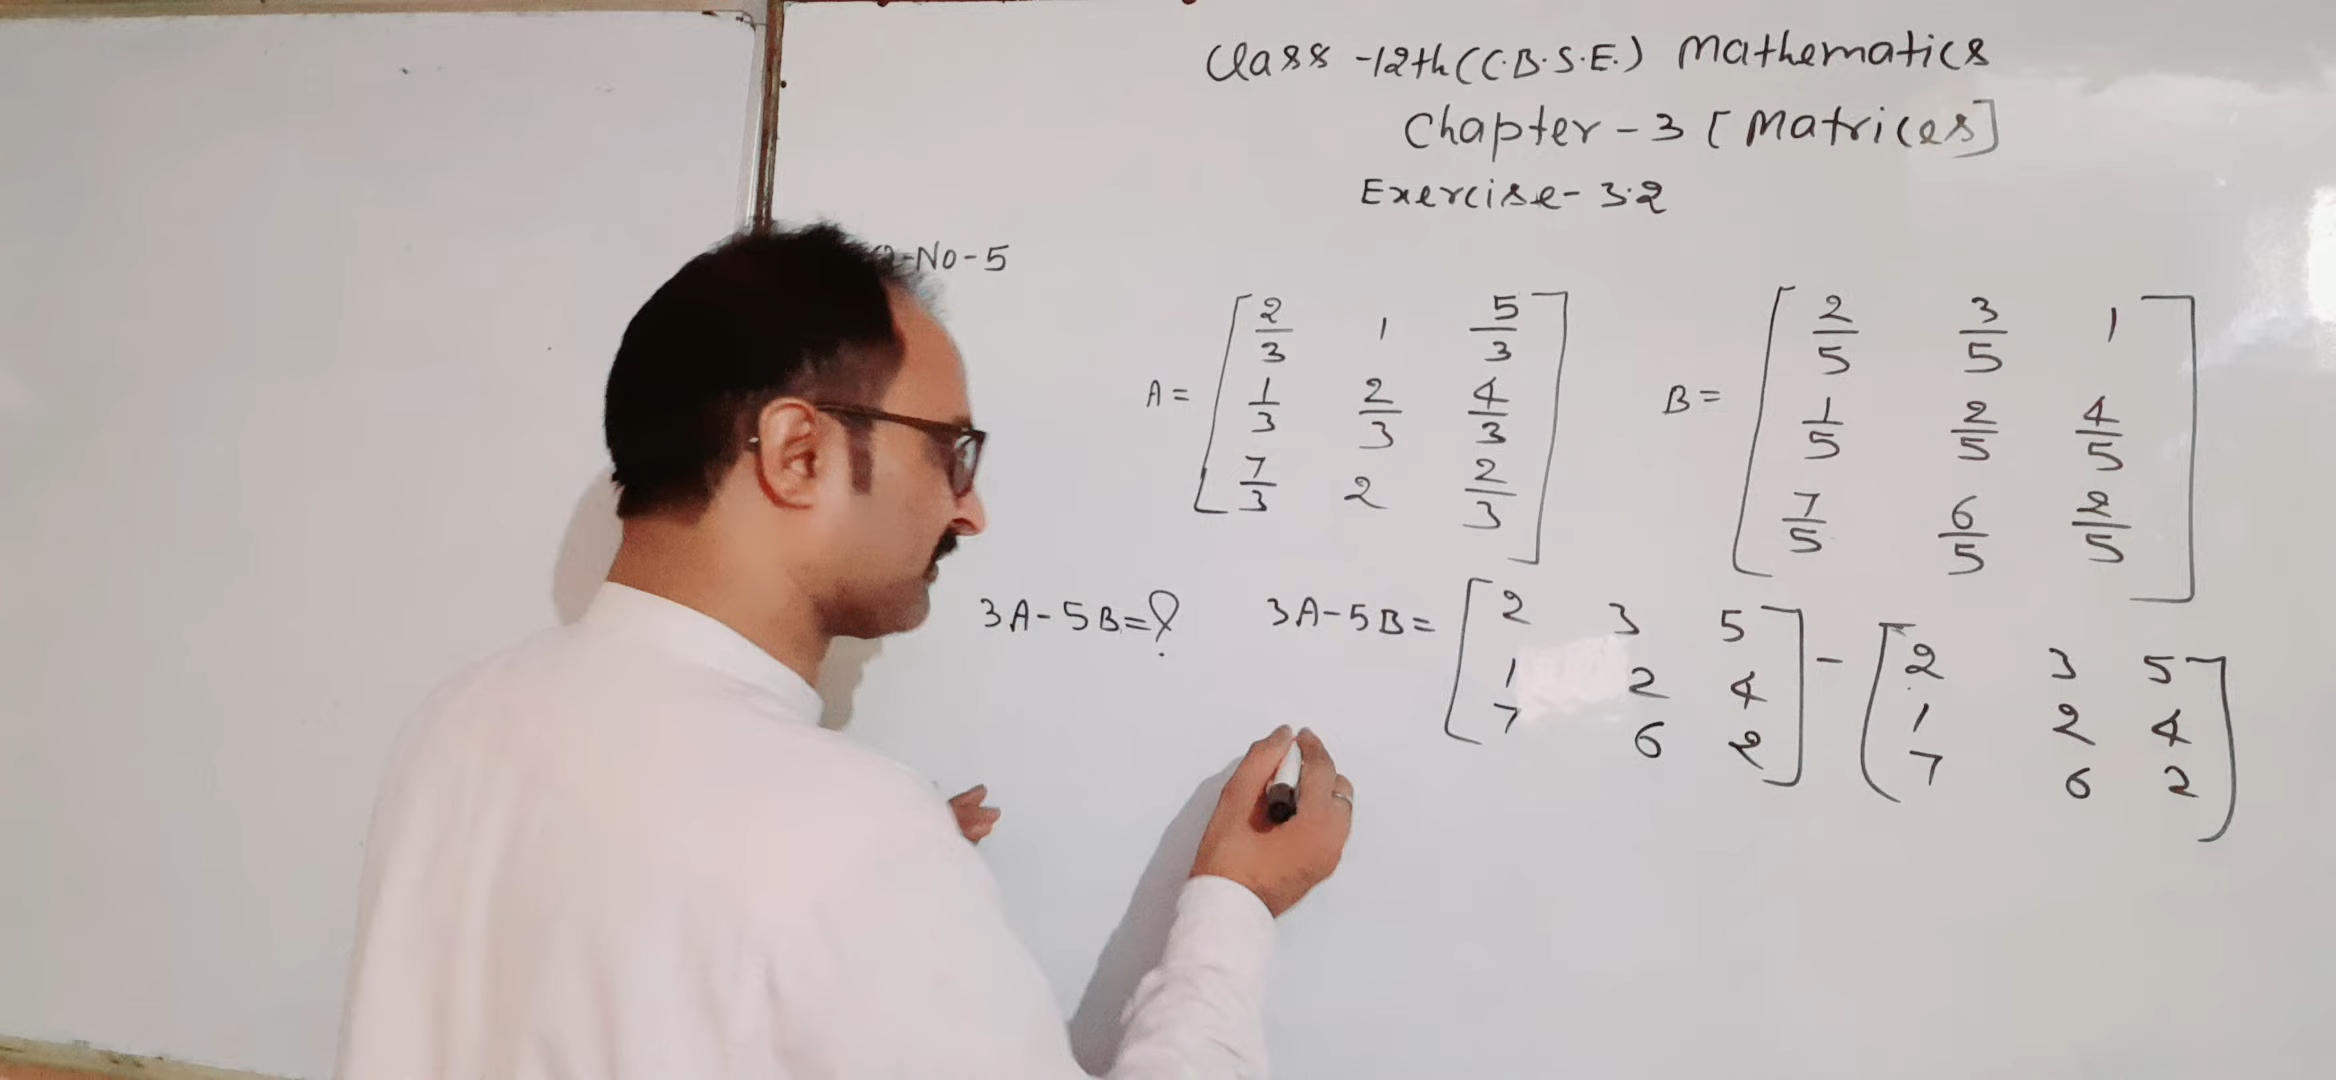 Class -12th (C.B.S.E.) Mathematics
Chapter - 3 [Matrices]
Exercise - 3.2
Q-No-5
A = [2/3 1 5/3
1/3 2/3 4/3
7/3 2 2/3]
B = [2/5 3/5 1
1/5 2/5 4/5
7/5 6/5 2/5]
3A - 5B = ?
3A - 5B = [2 3 5
1 2 4
7 6 2]
- [2 3 5
1 2 4
7 6 2]